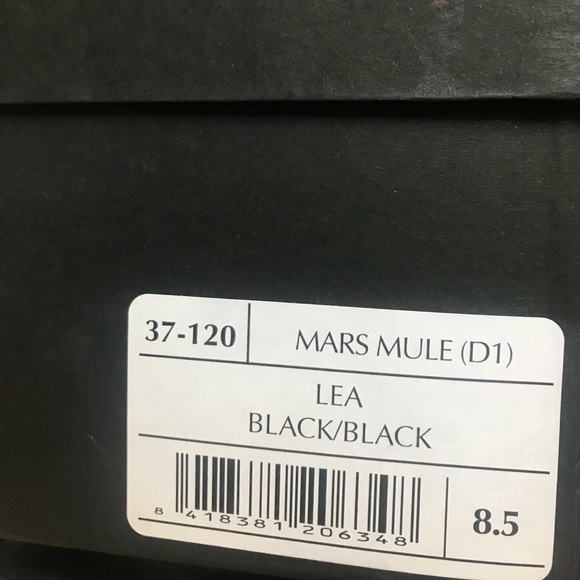 37-120 MARS MULE (D1)
LEA
BLACK/BLACK
8 418381 206348
8.5